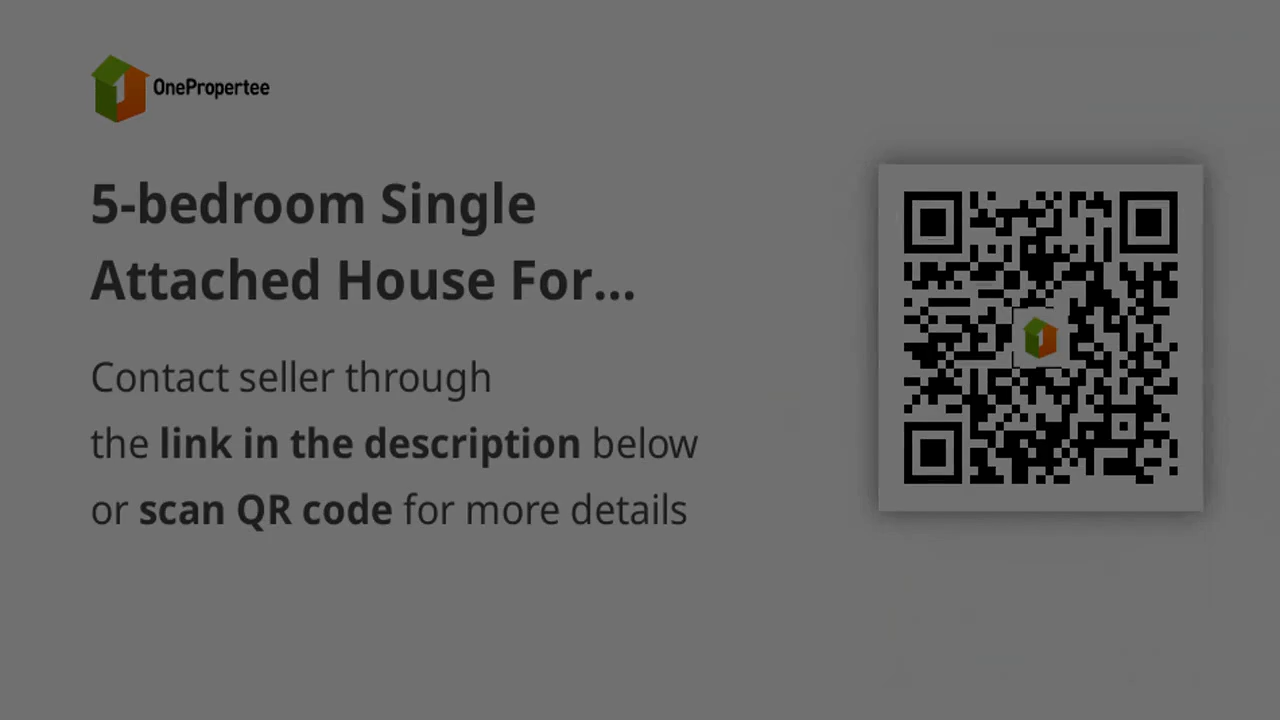 OnePropertee
5-bedroom Single
Attached House For...
Contact seller through
the link in the description below
or scan QR code for more details